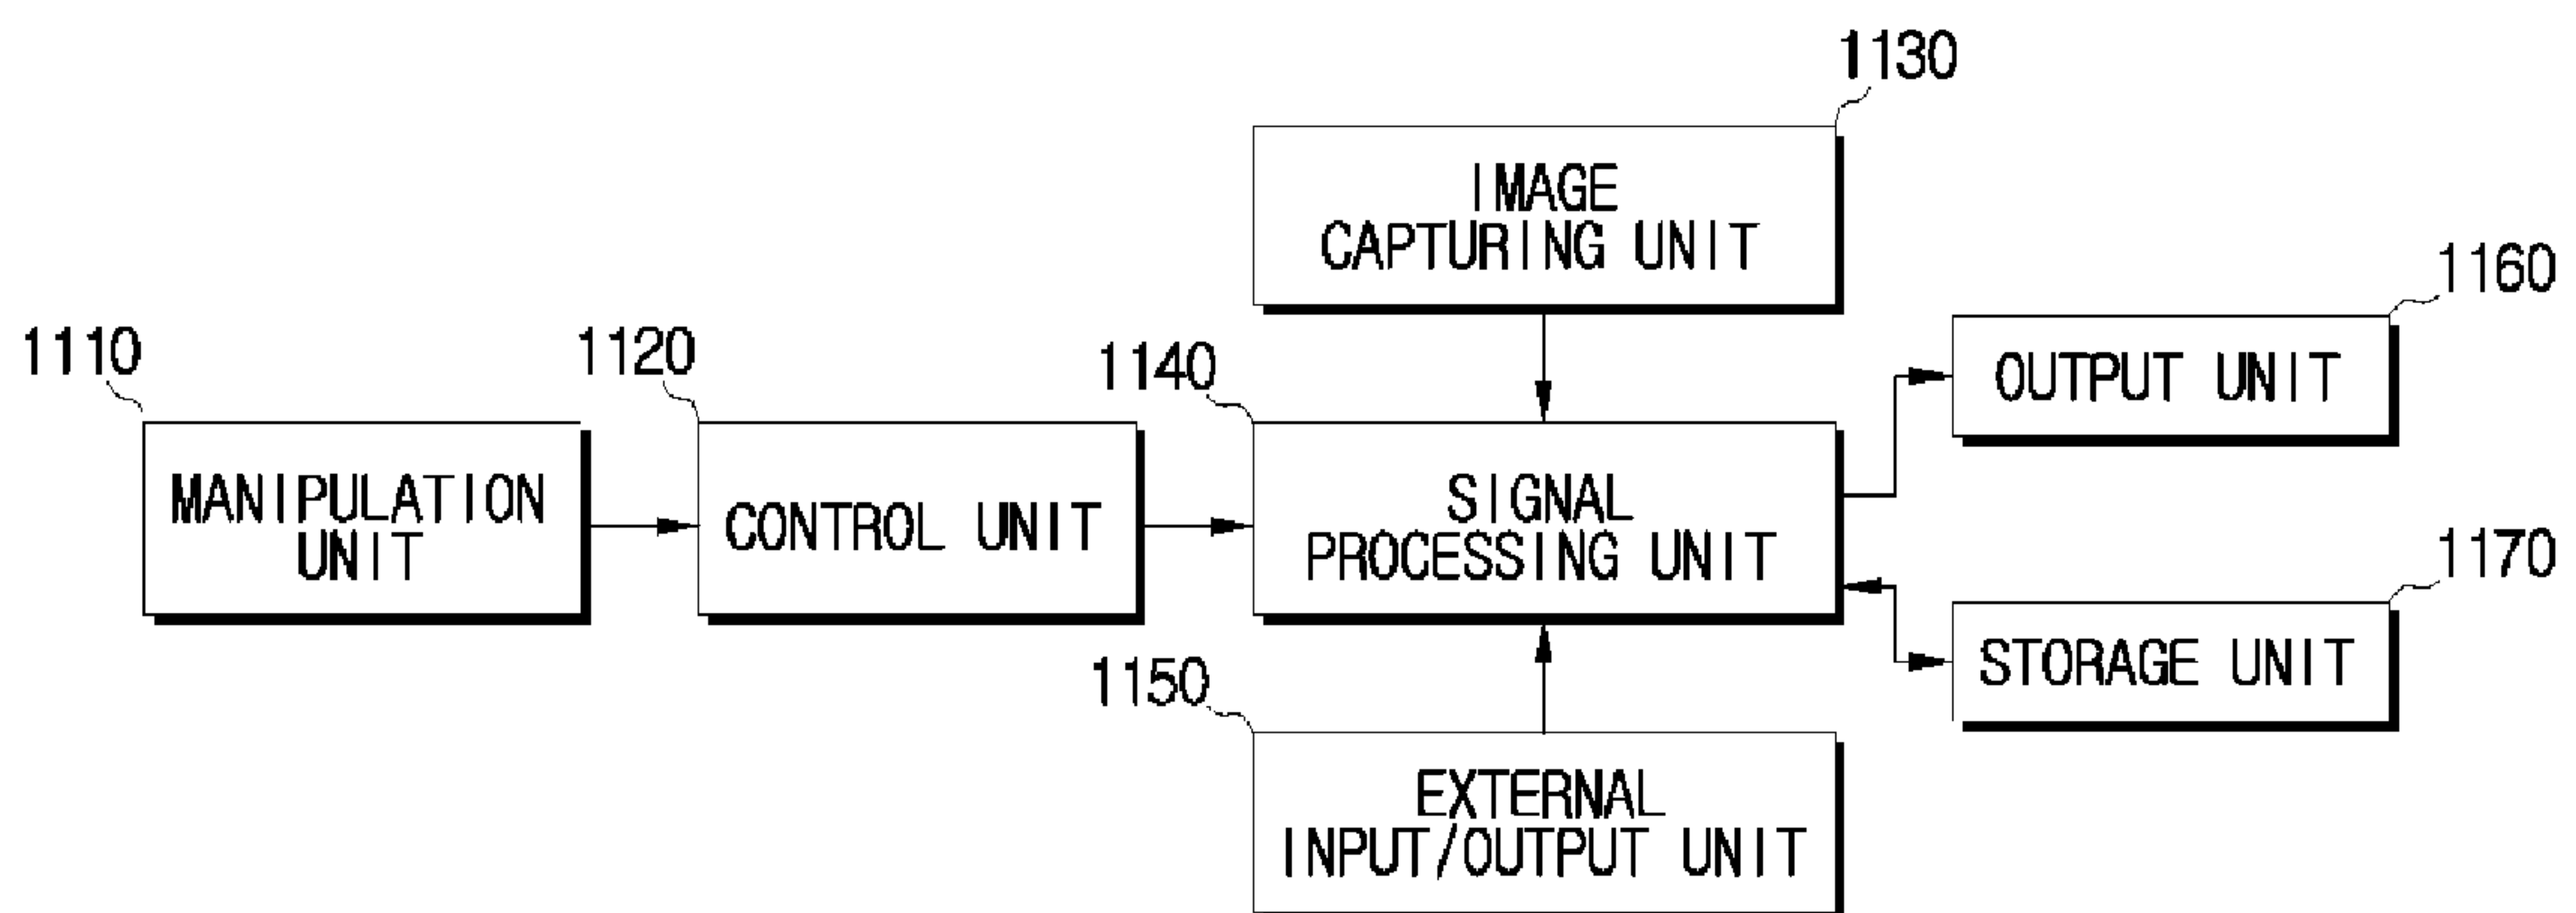 1130
IMAGE
CAPTURING UNIT
1160
OUTPUT UNIT
1110
MANIPULATION
UNIT
1120
CONTROL UNIT
1140
SIGNAL
PROCESSING UNIT
1170
STORAGE UNIT
1150
EXTERNAL
INPUT/OUTPUT UNIT